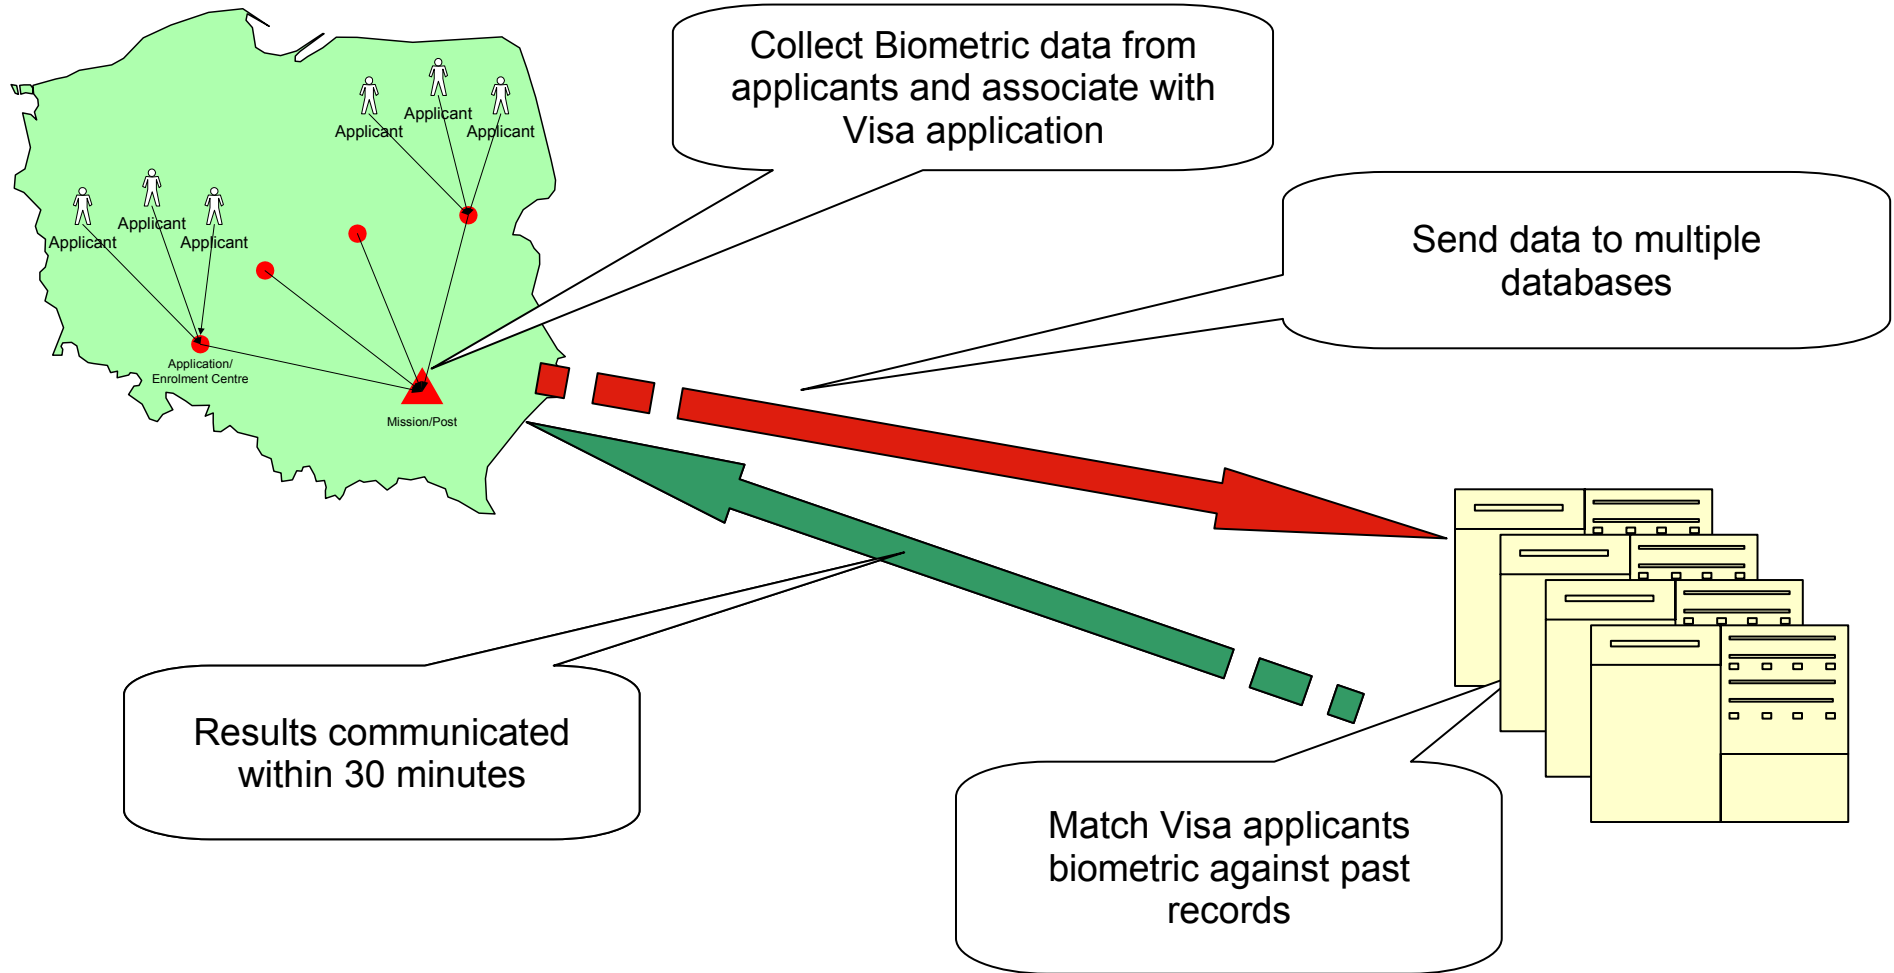 Collect Biometric data from
applicants and associate with
Visa application
Applicant
Applicant
Applicant
Applicant
Applicant
Applicant
Send data to multiple
databases
Application/
Enrolment Centre
Mission/Post
Results communicated
within 30 minutes
Match Visa applicants
biometric against past
records